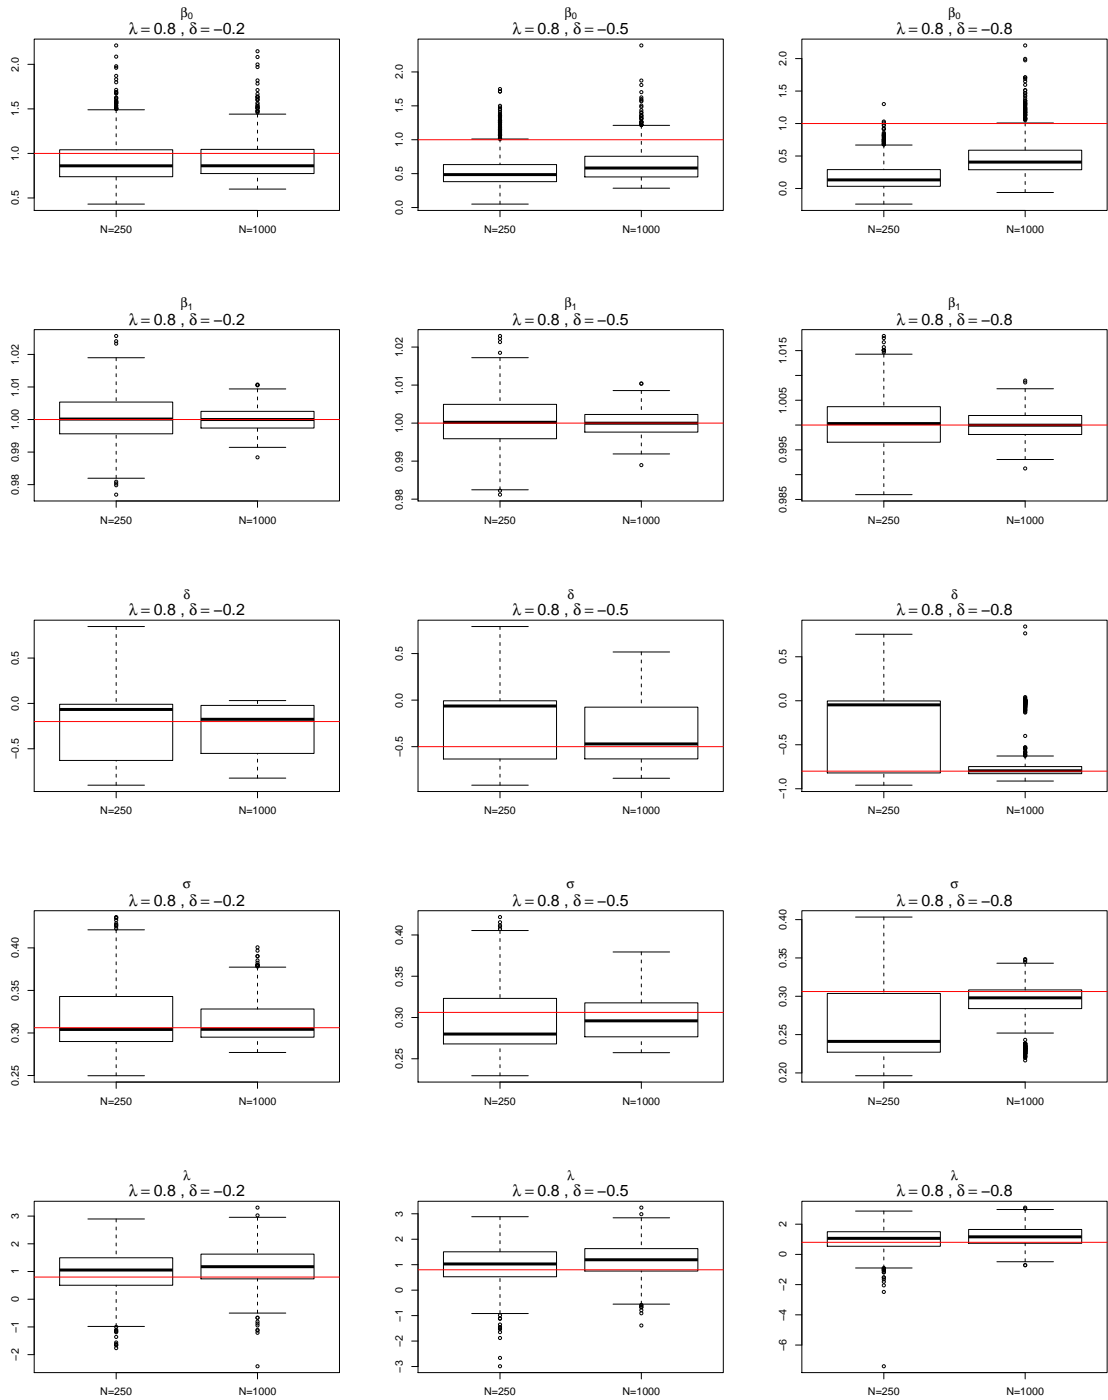 β₀ β₀ β₀
λ = 0.8 , δ = −0.2 λ = 0.8 , δ = −0.5 λ = 0.8 , δ = −0.8
2.0 1.5 1.0 0.5
2.0 1.5 1.0 0.5 0.0
2.0 1.5 1.0 0.5 0.0
N=250 N=1000 N=250 N=1000 N=250 N=1000
β₁ β₁ β₁
λ = 0.8 , δ = −0.2 λ = 0.8 , δ = −0.5 λ = 0.8 , δ = −0.8
1.02 1.01 1.00 0.99 0.98
1.02 1.01 1.00 0.99 0.98
1.015 1.005 0.995 0.985
N=250 N=1000 N=250 N=1000 N=250 N=1000
δ δ δ
λ = 0.8 , δ = −0.2 λ = 0.8 , δ = −0.5 λ = 0.8 , δ = −0.8
0.5 0.0 −0.5
0.5 0.0 −0.5
0.5 0.0 −0.5 −1.0
N=250 N=1000 N=250 N=1000 N=250 N=1000
σ σ σ
λ = 0.8 , δ = −0.2 λ = 0.8 , δ = −0.5 λ = 0.8 , δ = −0.8
0.40 0.35 0.30 0.25
0.40 0.35 0.30 0.25
0.40 0.35 0.30 0.25 0.20
N=250 N=1000 N=250 N=1000 N=250 N=1000
λ λ λ
λ = 0.8 , δ = −0.2 λ = 0.8 , δ = −0.5 λ = 0.8 , δ = −0.8
3 2 1 0 −1 −2
3 2 1 0 −1 −2 −3
2 0 −2 −4 −6
N=250 N=1000 N=250 N=1000 N=250 N=1000